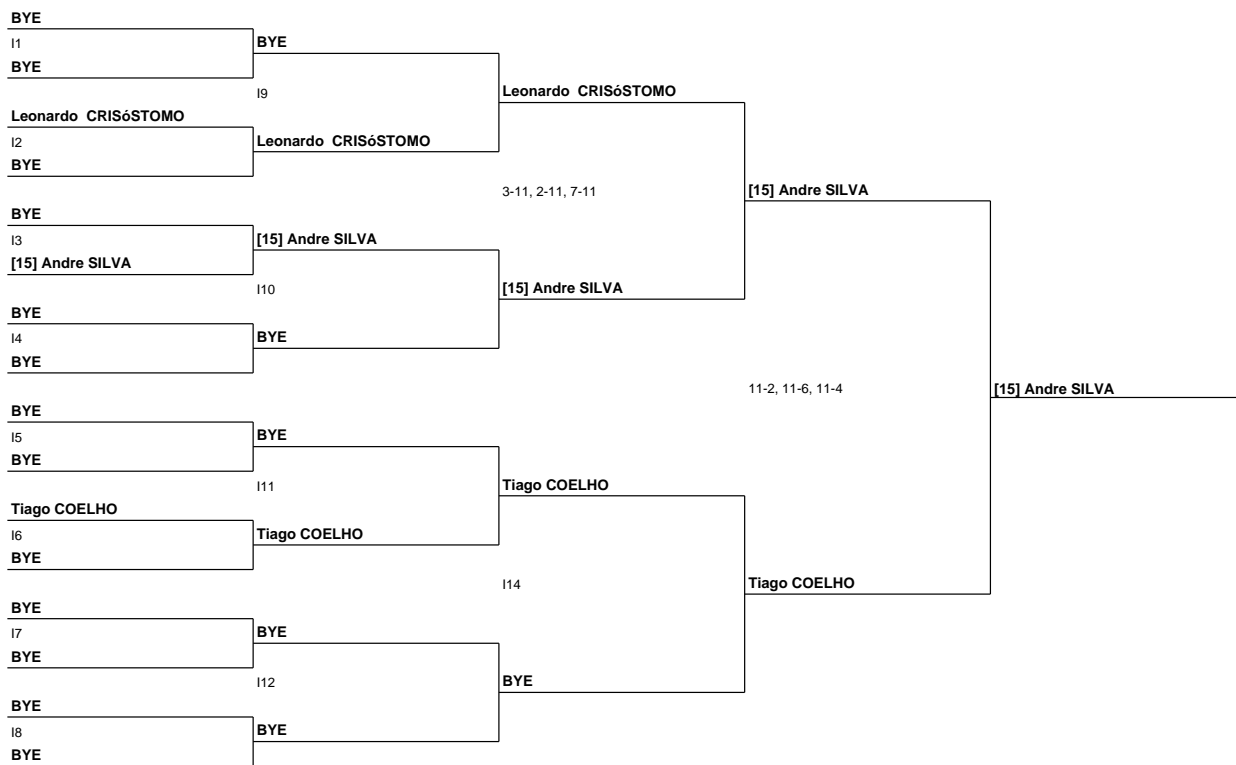 BYE
I1
BYE
BYE
I9
Leonardo CRISóSTOMO
Leonardo CRISóSTOMO
I2
Leonardo CRISóSTOMO
BYE
3-11, 2-11, 7-11
[15] Andre SILVA
BYE
I3
[15] Andre SILVA
[15] Andre SILVA
I10
[15] Andre SILVA
BYE
I4
BYE
BYE
11-2, 11-6, 11-4
[15] Andre SILVA
BYE
I5
BYE
BYE
I11
Tiago COELHO
Tiago COELHO
I6
Tiago COELHO
BYE
I14
Tiago COELHO
BYE
I7
BYE
BYE
I12
BYE
BYE
I8
BYE
BYE